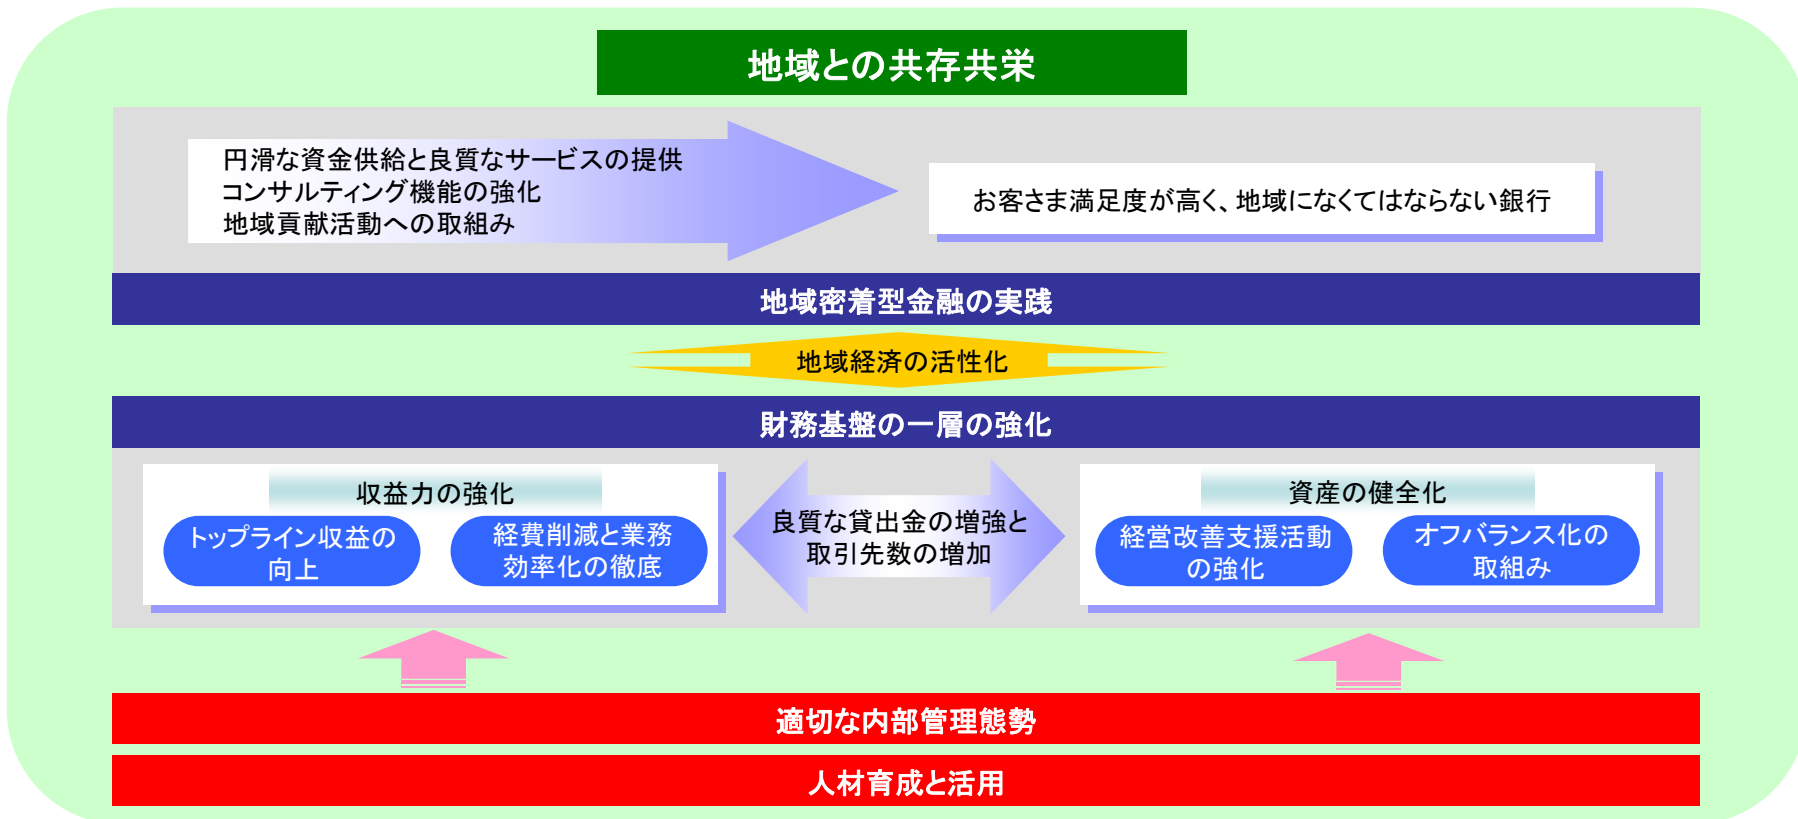 地域との共存共栄
円滑な資金供給と良質なサービスの提供
コンサルティング機能の強化
地域貢献活動への取組み
お客さま満足度が高く、地域になくてはならない銀行
地域密着型金融の実践
地域経済の活性化
財務基盤の一層の強化
収益力の強化
トップライン収益の
向上
経費削減と業務
効率化の徹底
良質な貸出金の増強と
取引先数の増加
資産の健全化
経営改善支援活動
の強化
オフバランス化の
取組み
適切な内部管理態勢
人材育成と活用